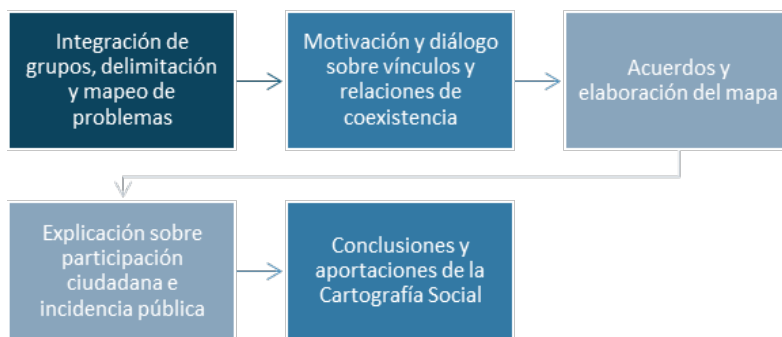 Integración de
grupos, delimitación
y mapeo de
problemas
Motivación y diálogo
sobre vínculos y
relaciones de
coexistencia
Acuerdos y
elaboración del mapa
Explicación sobre
participación
ciudadana e
incidencia pública
Conclusiones y
aportaciones de la
Cartografía Social